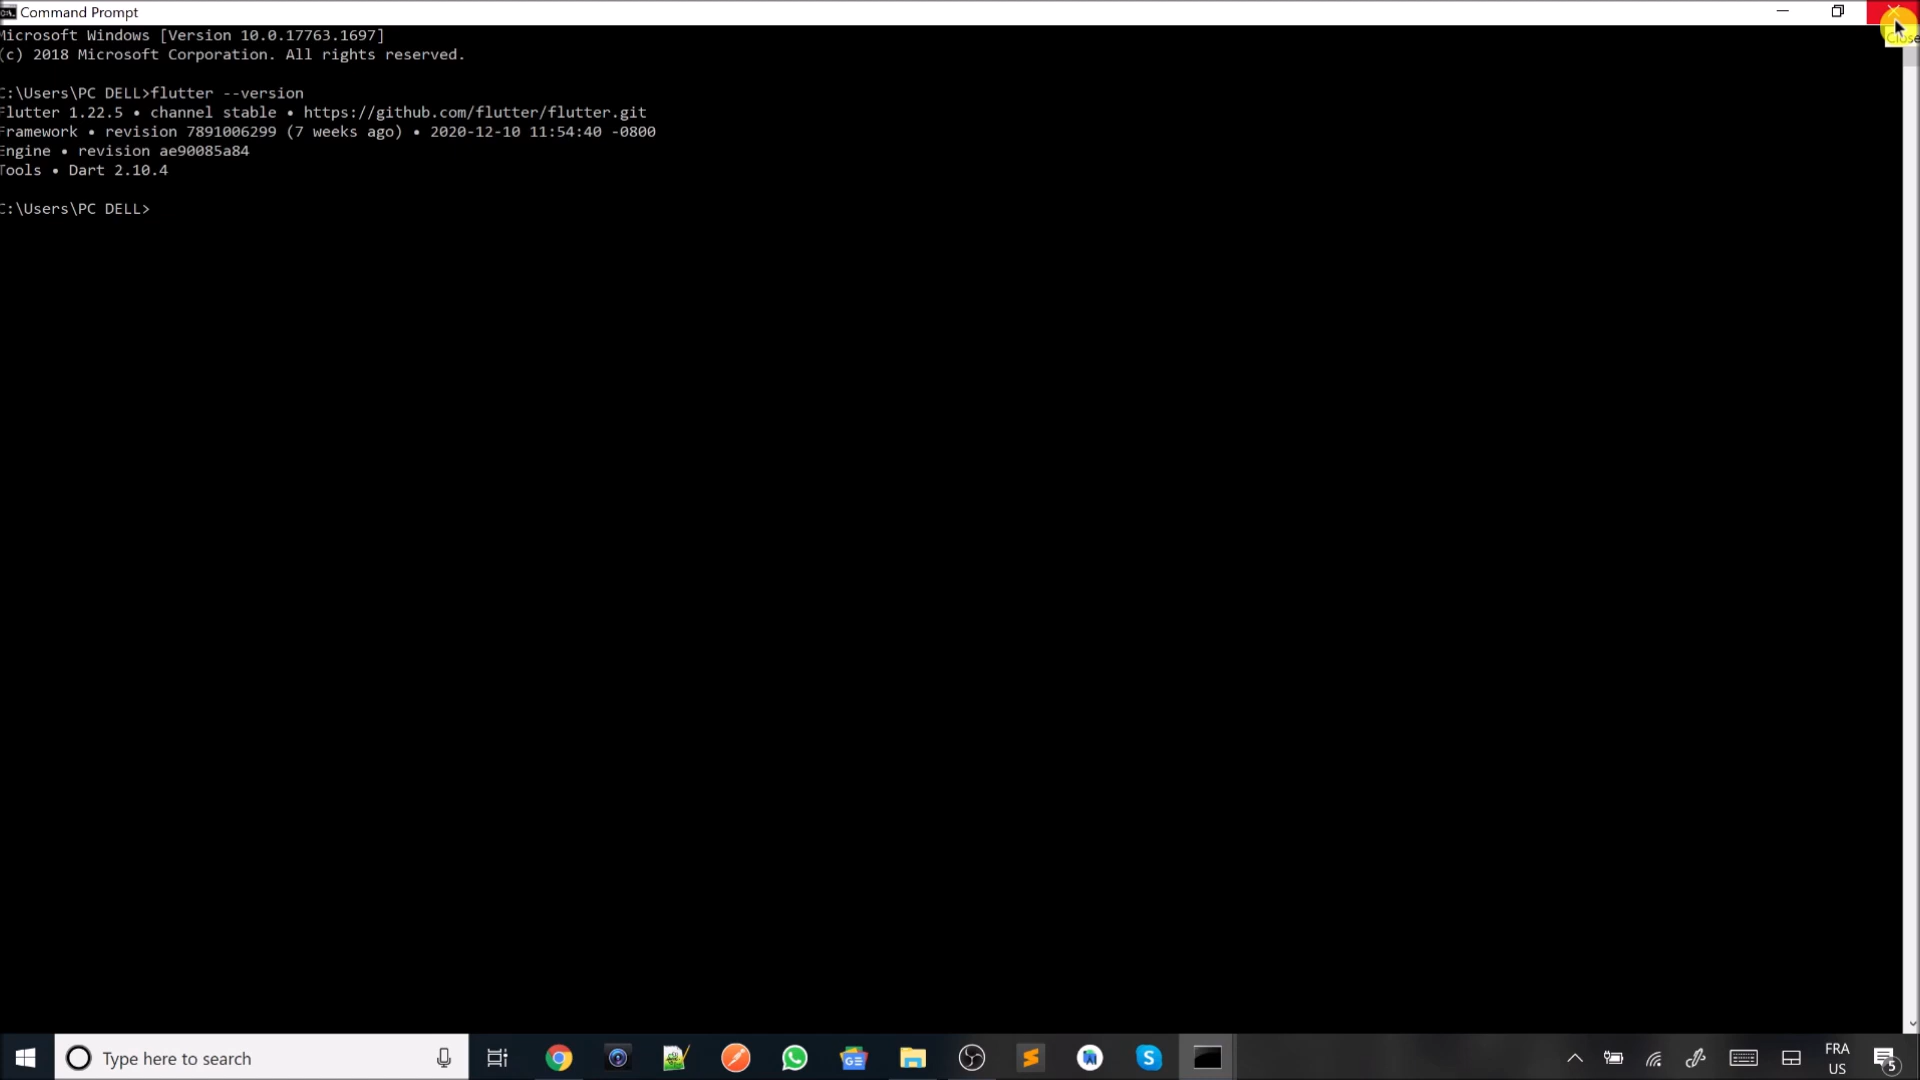 Command Prompt
Microsoft Windows [Version 10.0.17763.1697]
Close
(c) 2018 Microsoft Corporation. All rights reserved.
C:\Users\PC DELL>flutter --version
Flutter 1.22.5 • channel stable • https://github.com/flutter/flutter.git
Framework • revision 7891006299 (7 weeks ago) • 2020-12-10 11:54:40 -0800
Engine • revision ae90085a84
Tools • Dart 2.10.4
C:\Users\PC DELL>
Type here to search
GE
FRA
US
5